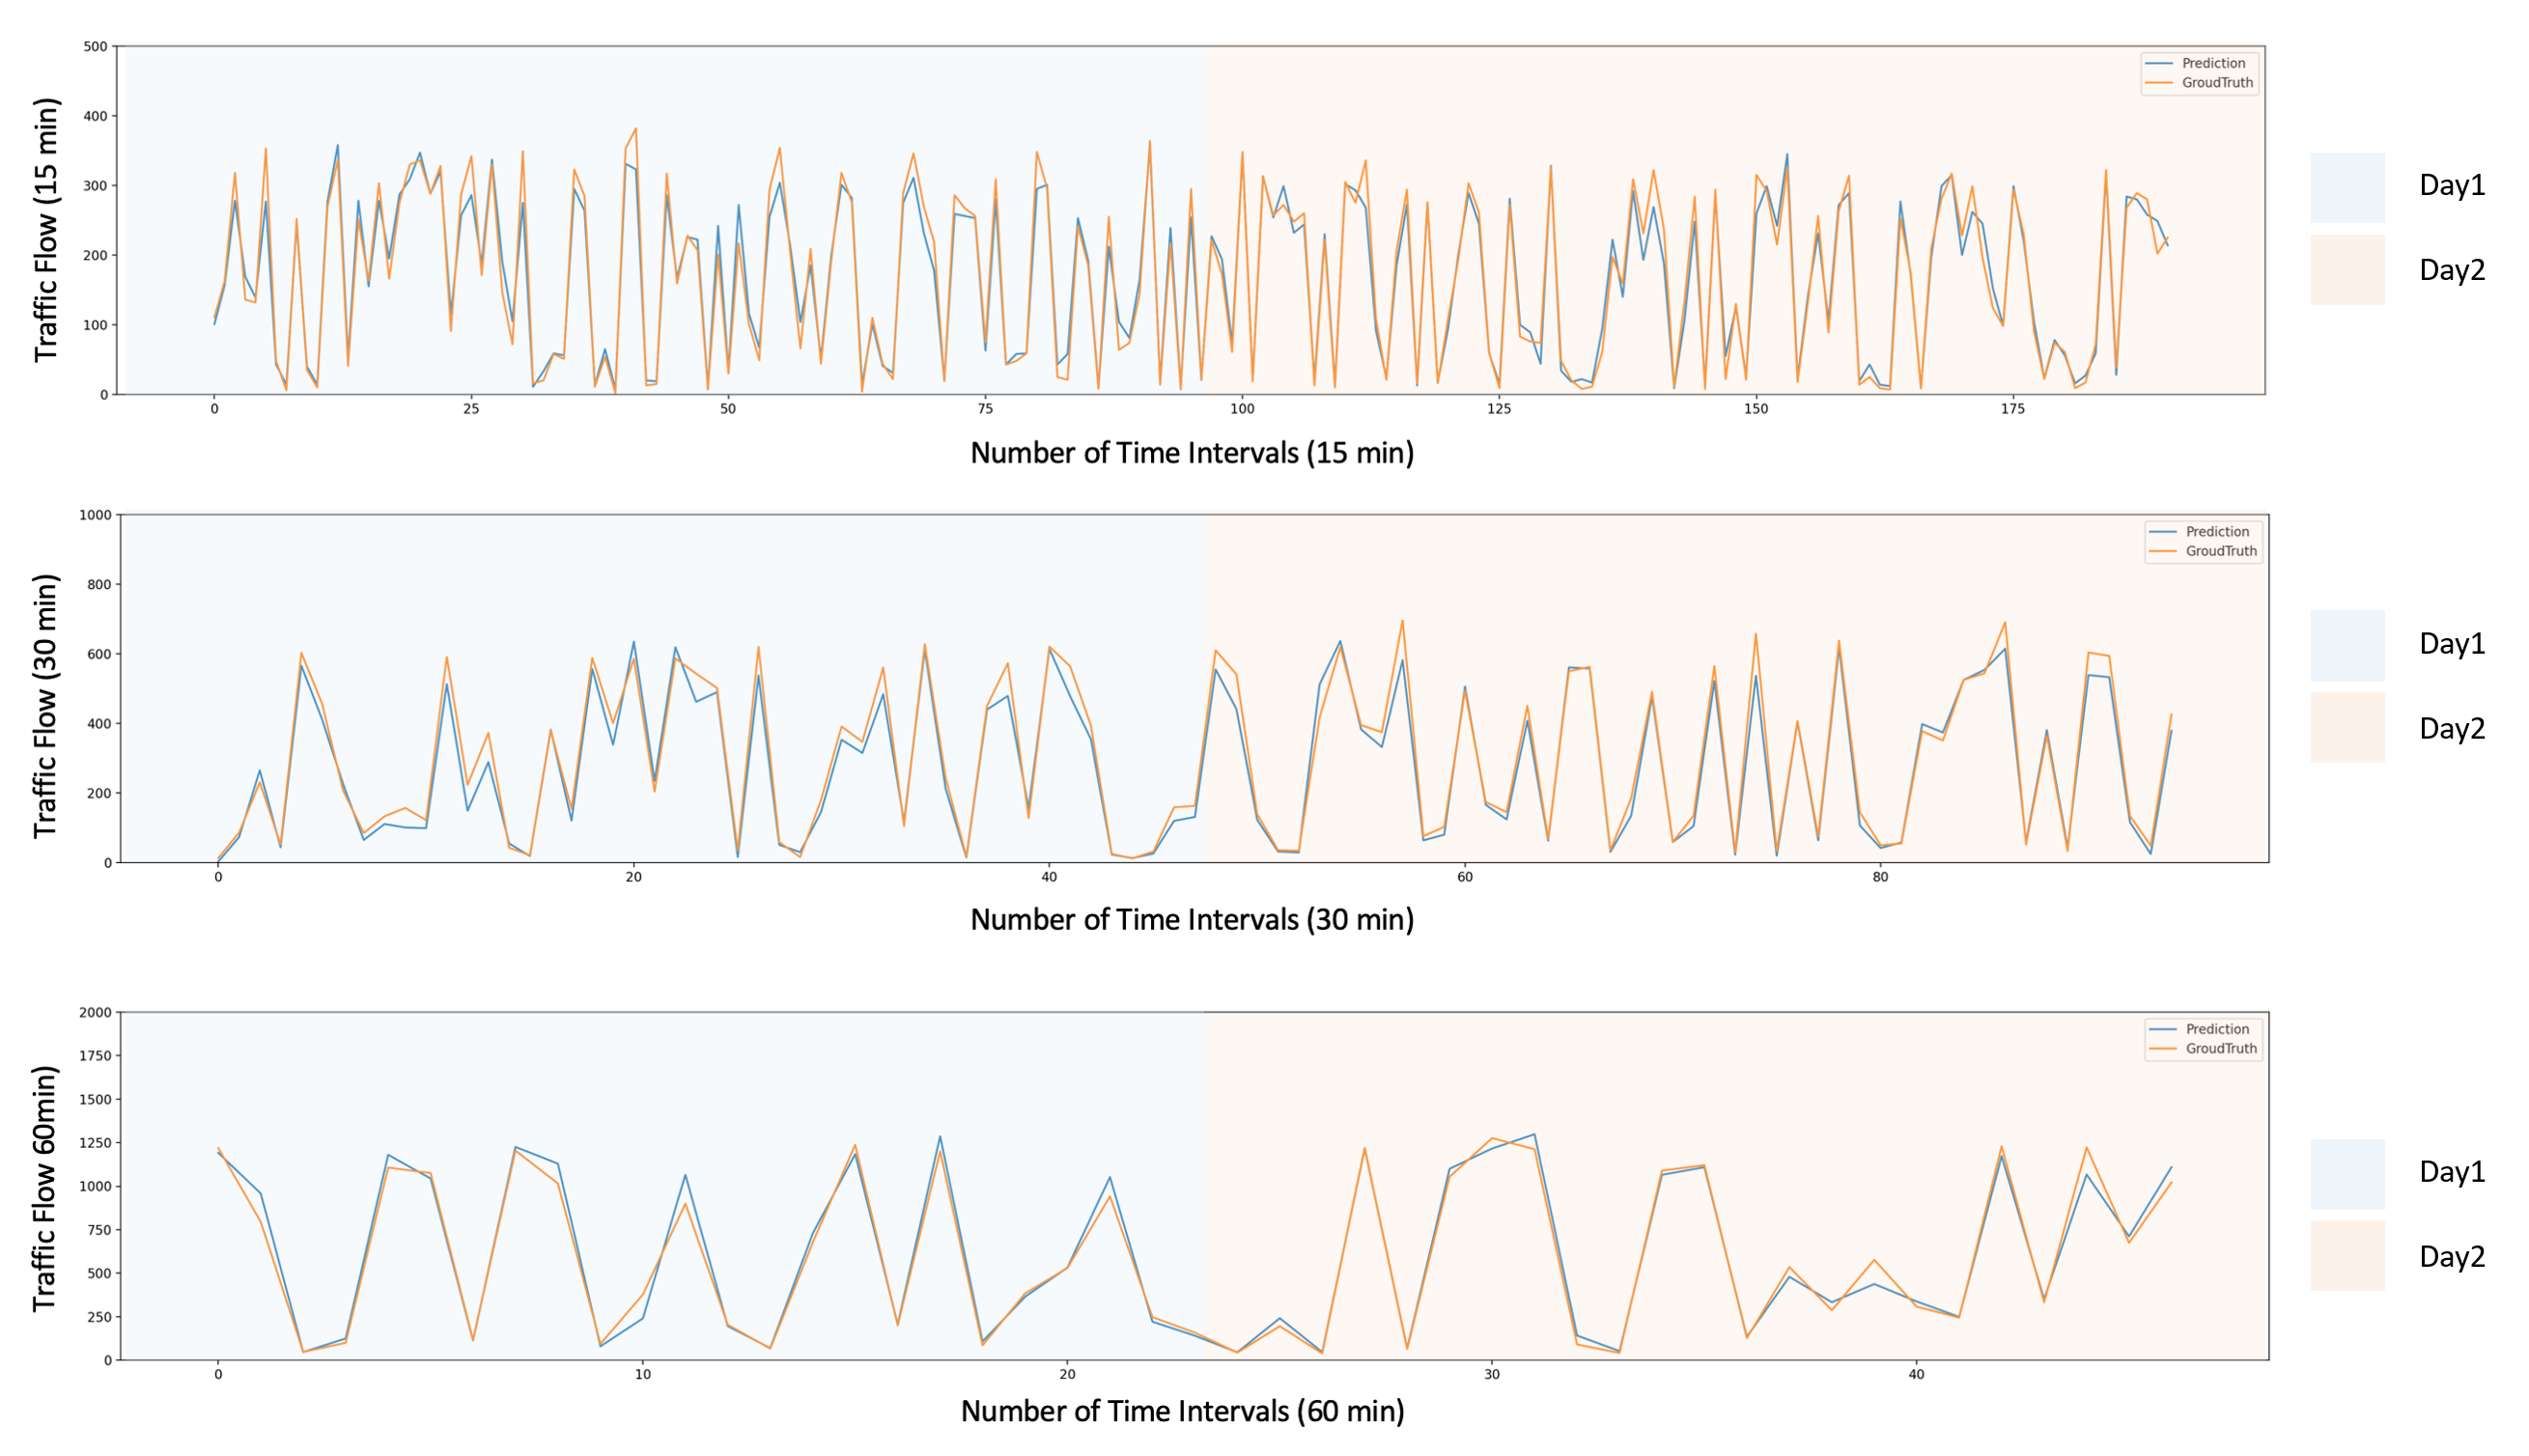 Traffic Flow (15 min)
500
400
300
200
100
0
Prediction
GroudTruth
0 25 50 75 100 125 150 175
Number of Time Intervals (15 min)
Day1
Day2
Traffic Flow (30 min)
1000
800
600
400
200
0
Prediction
GroudTruth
0 20 40 60 80
Number of Time Intervals (30 min)
Day1
Day2
Traffic Flow 60min)
2000
1750
1500
1250
1000
750
500
250
0
Prediction
GroudTruth
0 10 20 30 40
Number of Time Intervals (60 min)
Day1
Day2